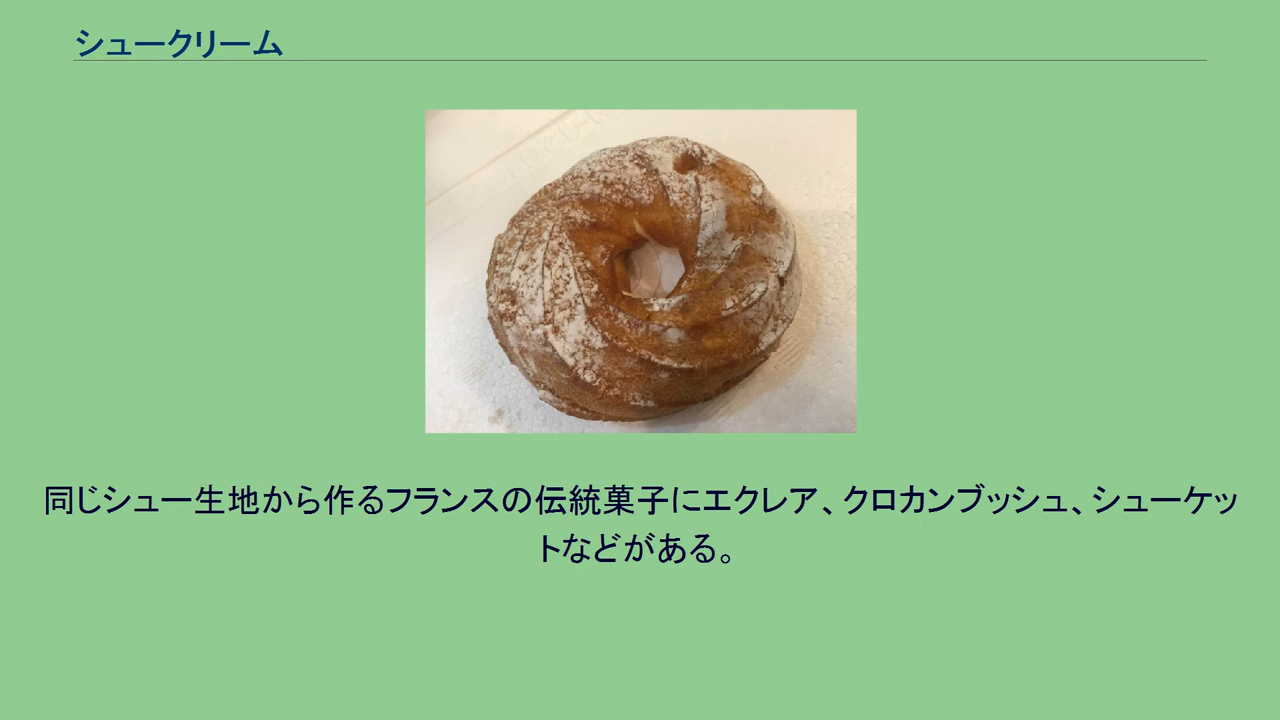 シュークリーム
同じシュー生地から作るフランスの伝統菓子にエクレア、クロカンブッシュ、シューケッ
トなどがある。